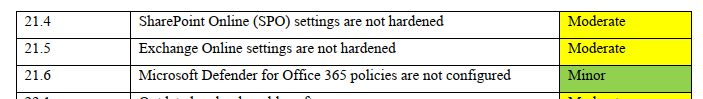 21.4 SharePoint Online (SPO) settings are not hardened Moderate
21.5 Exchange Online settings are not hardened Moderate
21.6 Microsoft Defender for Office 365 policies are not configured Minor